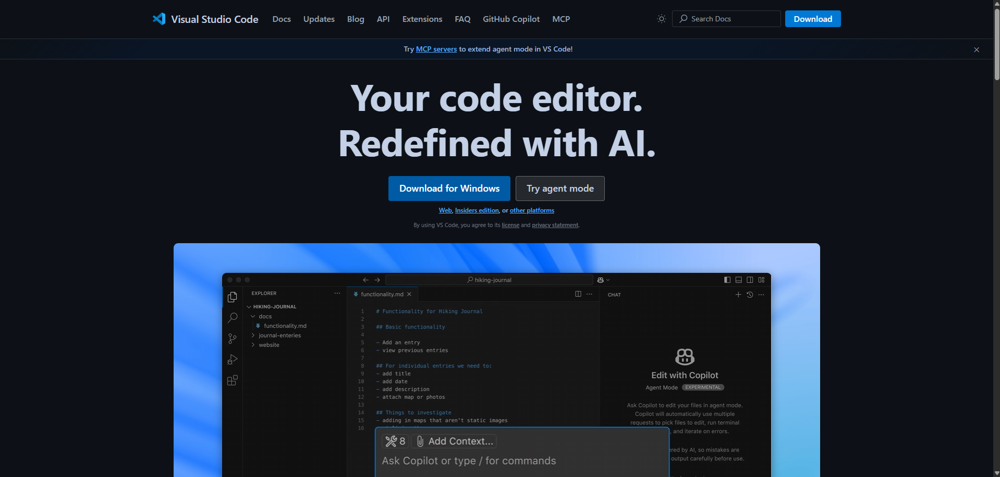 Visual Studio Code
Docs
Updates
Blog
API
Extensions
FAQ
GitHub Copilot
MCP
Search Docs
Download
Try MCP servers to extend agent mode in VS Code!
Your code editor.
Redefined with AI.
Download for Windows
Try agent mode
Web, Insiders edition, or other platforms
By using VS Code, you agree to its license and privacy statement.
hiking-journal
EXPLORER
HIKING-JOURNAL
docs
functionality.md
journal-enteries
website
functionality.md
1 # Functionality for Hiking Journal
2
3 ## Basic functionality
4
5 - Add an entry
6 - view previous entries
7
8 ## For individual entries we need to:
9 - add title
10 - add date
11 - add description
12 - attach map or photos
13
14 ## Things to investigate
15 - adding in maps that aren't static images
16
CHAT
Edit with Copilot
Agent Mode EXPERIMENTAL
Ask Copilot to edit your files in agent mode.
Copilot will automatically use multiple
requests to pick files to edit, run terminal
, and iterate on errors.
by AI, so mistakes are
output carefully before use.
8
Add Context...
Ask Copilot or type / for commands